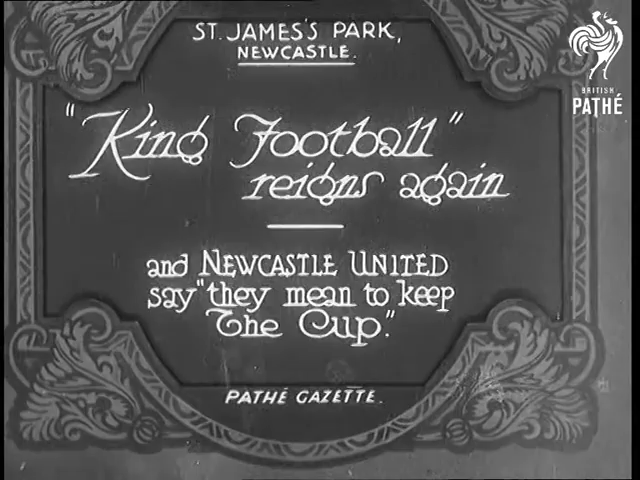 ST. JAMES'S PARK,
NEWCASTLE.
BRITISH
PATHÉ
"King Football"
reigns again
and NEWCASTLE UNITED
say "they mean to keep
The Cup."
PATHÉ GAZETTE.